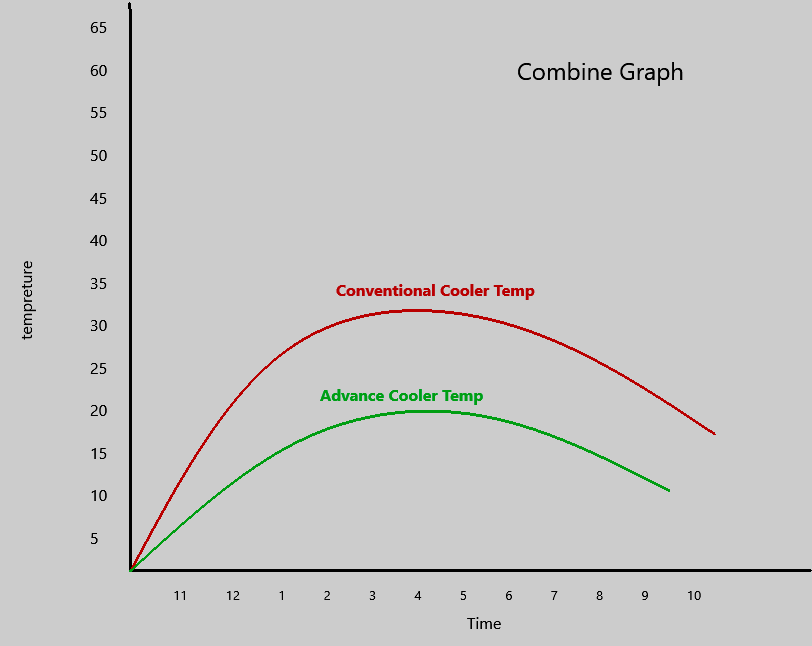 Combine Graph
65
60
55
50
45
40
35
30
25
20
15
10
5
tempreture
Conventional Cooler Temp
Advance Cooler Temp
11 12 1 2 3 4 5 6 7 8 9 10
Time